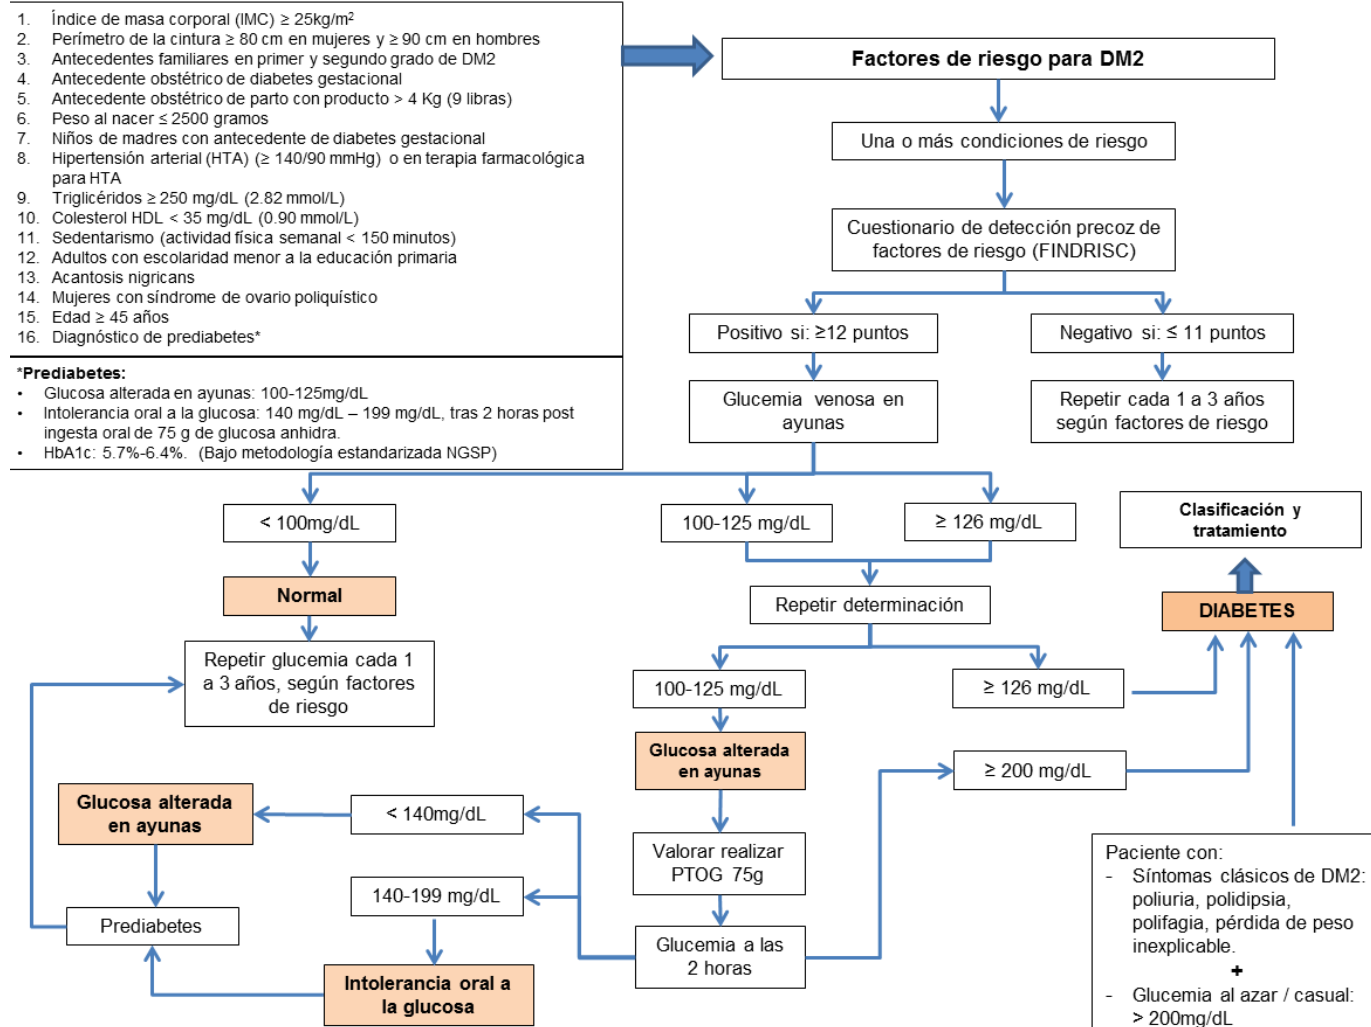 1. Índice de masa corporal (IMC) ≥ 25kg/m²
2. Perímetro de la cintura ≥ 80 cm en mujeres y ≥ 90 cm en hombres
3. Antecedentes familiares en primer y segundo grado de DM2
4. Antecedente obstétrico de diabetes gestacional
5. Antecedente obstétrico de parto con producto > 4 Kg (9 libras)
6. Peso al nacer ≤ 2500 gramos
7. Niños de madres con antecedente de diabetes gestacional
8. Hipertensión arterial (HTA) (≥ 140/90 mmHg) o en terapia farmacológica
para HTA
9. Triglicéridos ≥ 250 mg/dL (2.82 mmol/L)
10. Colesterol HDL < 35 mg/dL (0.90 mmol/L)
11. Sedentarismo (actividad física semanal < 150 minutos)
12. Adultos con escolaridad menor a la educación primaria
13. Acantosis nigricans
14. Mujeres con síndrome de ovario poliquístico
15. Edad ≥ 45 años
16. Diagnóstico de prediabetes*
*Prediabetes:
• Glucosa alterada en ayunas: 100-125mg/dL
• Intolerancia oral a la glucosa: 140 mg/dL – 199 mg/dL, tras 2 horas post
ingesta oral de 75 g de glucosa anhidra.
• HbA1c: 5.7%-6.4%. (Bajo metodología estandarizada NGSP)
Factores de riesgo para DM2
Una o más condiciones de riesgo
Cuestionario de detección precoz de
factores de riesgo (FINDRISC)
Positivo si: ≥12 puntos
Negativo si: ≤ 11 puntos
Glucemia venosa en
ayunas
Repetir cada 1 a 3 años
según factores de riesgo
< 100mg/dL
100-125 mg/dL
≥ 126 mg/dL
Clasificación y
tratamiento
Normal
Repetir determinación
DIABETES
Repetir glucemia cada 1
a 3 años, según factores
de riesgo
100-125 mg/dL
≥ 126 mg/dL
Glucosa alterada
en ayunas
≥ 200 mg/dL
Glucosa alterada
en ayunas
< 140mg/dL
Valorar realizar
PTOG 75g
140-199 mg/dL
Prediabetes
Glucemia a las
2 horas
Intolerancia oral a
la glucosa
Paciente con:
- Síntomas clásicos de DM2:
poliuria, polidipsia,
polifagia, pérdida de peso
inexplicable.
+
- Glucemia al azar / casual:
> 200mg/dL